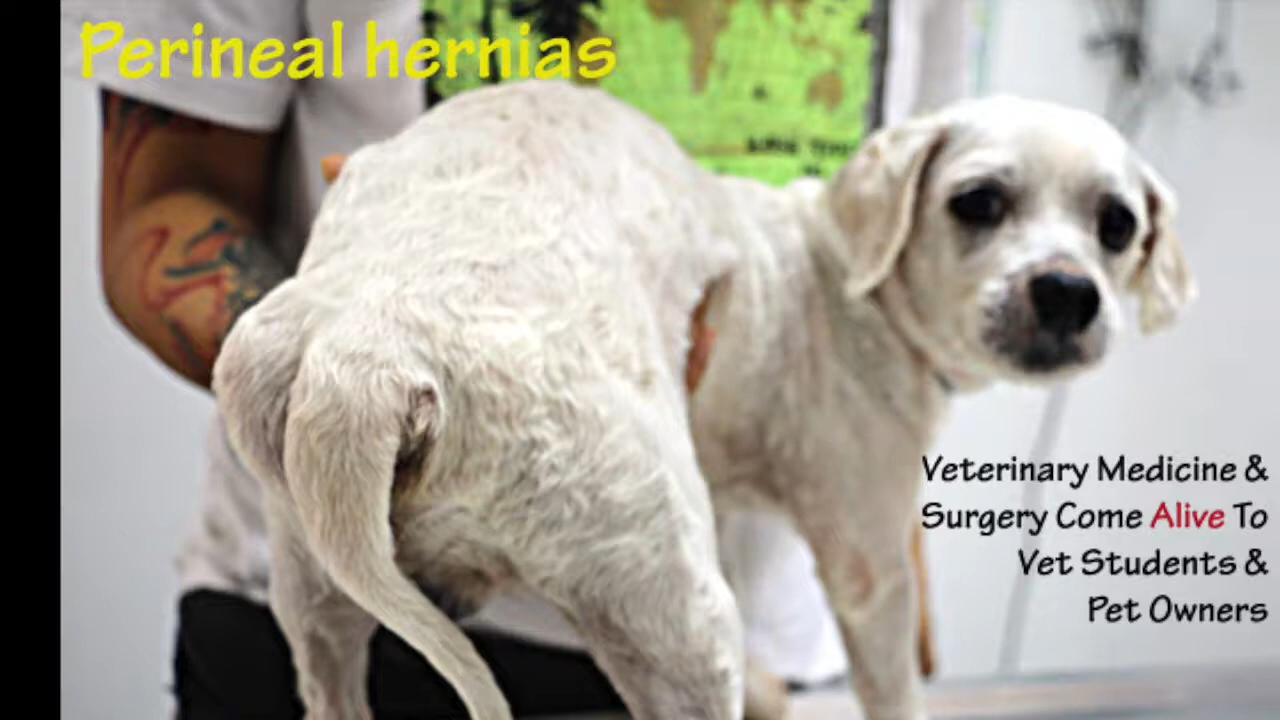 Perineal hernias
Veterinary Medicine &
Surgery Come Alive To
Vet Students &
Pet Owners